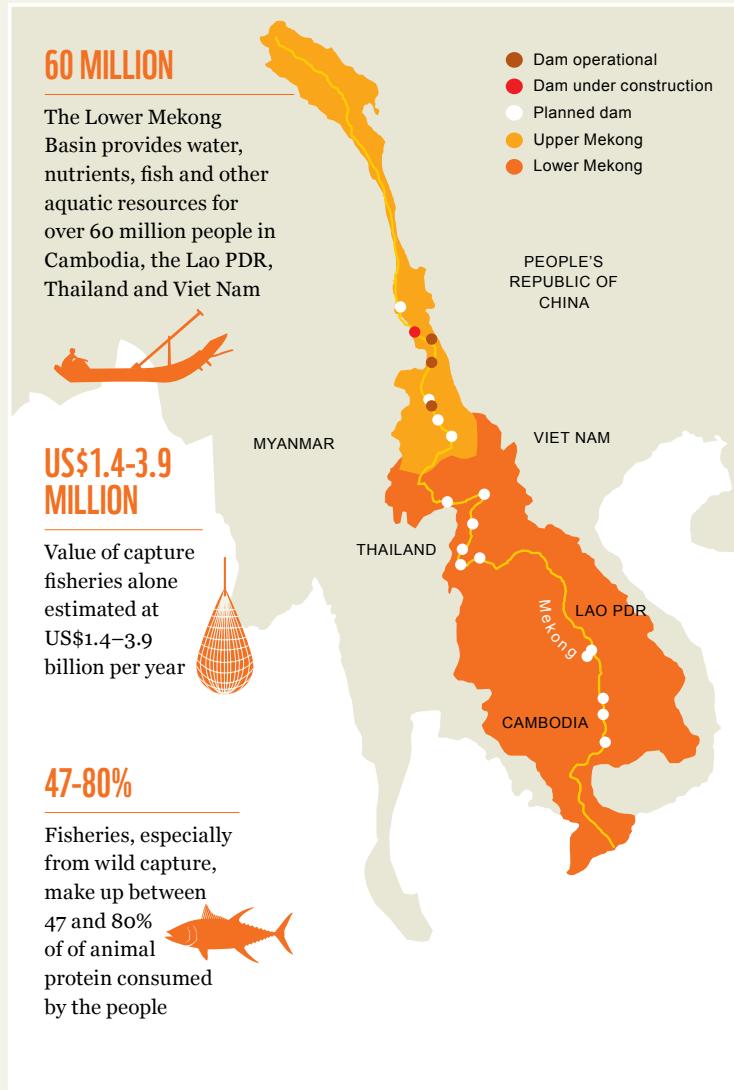 60 MILLION
The Lower Mekong
Basin provides water,
nutrients, fish and other
aquatic resources for
over 60 million people in
Cambodia, the Lao PDR,
Thailand and Viet Nam
US$1.4-3.9
MILLION
Value of capture
fisheries alone
estimated at
US$1.4–3.9
billion per year
47-80%
Fisheries, especially
from wild capture,
make up between
47 and 80%
of of animal
protein consumed
by the people
Dam operational
Dam under construction
Planned dam
Upper Mekong
Lower Mekong
PEOPLE'S
REPUBLIC OF
CHINA
MYANMAR
VIET NAM
THAILAND
LAO PDR
Mekong
CAMBODIA